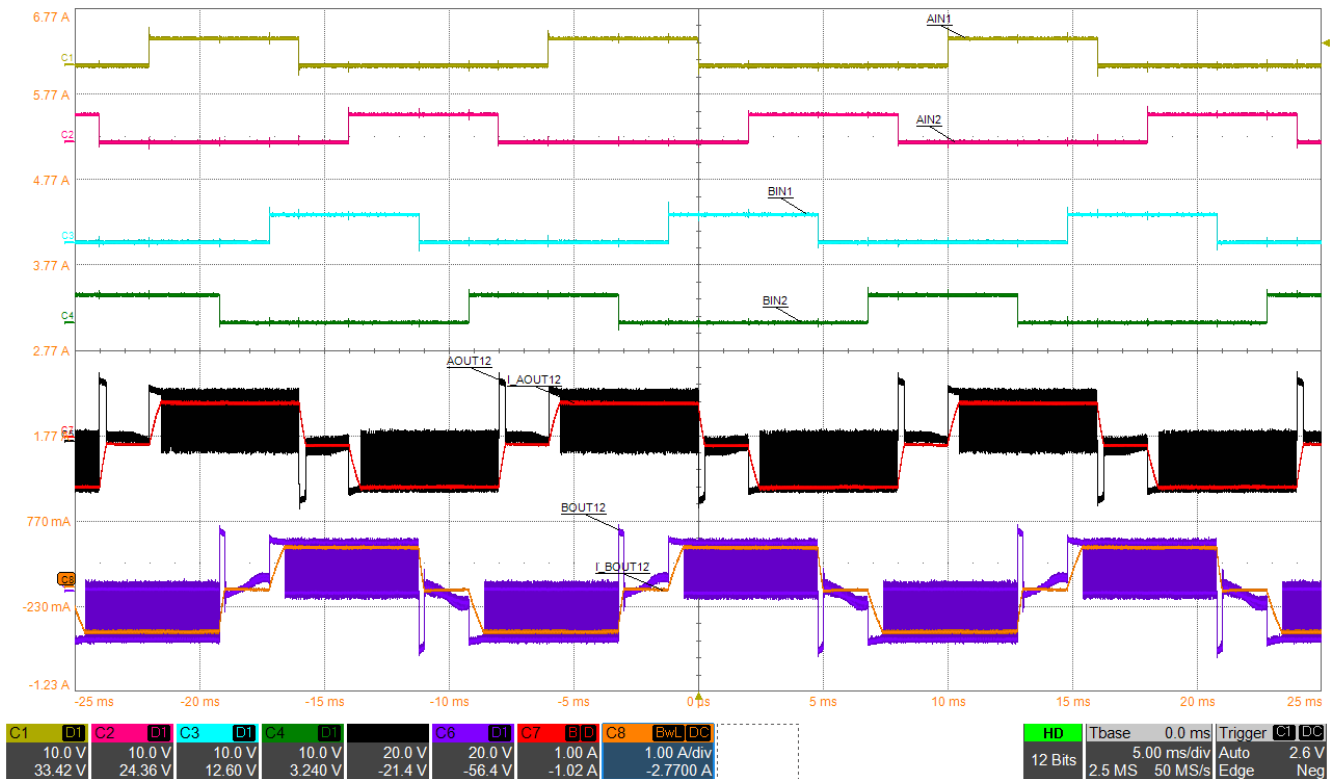 6.77 A
AIN1
C1
5.77 A
C2
AIN2
4.77 A
BIN1
C3
3.77 A
BIN2
C4
2.77 A
AOUT12
I_AOUT12
1.77
770 mA
BOUT12
I_BOUT12
C8
-230 mA
-1.23 A
-25 ms -20 ms -15 ms -10 ms -5 ms 0 µs 5 ms 10 ms 15 ms 20 ms 25 ms
C1 D1 C2 D1 C3 D1 C4 D1 C6 D1 C7 B D C8 BwL DC HD Tbase 0.0 ms Trigger C1 DC
10.0 V 10.0 V 10.0 V 10.0 V 20.0 V 20.0 V 1.00 A 1.00 A/div 12 Bits 5.00 ms/div Auto 2.6 V
33.42 V 24.36 V 12.60 V 3.240 V -21.4 V -56.4 V -1.02 A -2.7700 A 2.5 MS 50 MS/s Edge Neg